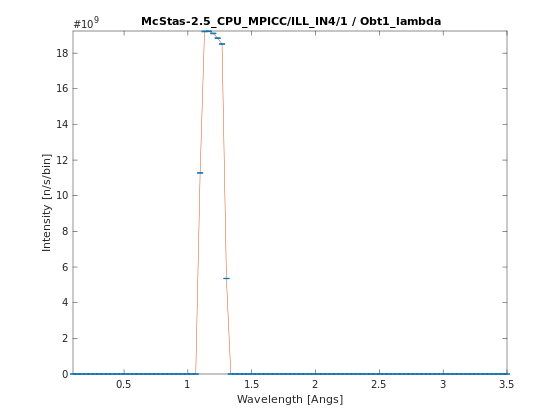 McStas-2.5_CPU_MPICC/ILL_IN4/1 / Obt1_lambda
#10^9
18
16
14
12
10
8
6
4
2
0
Intensity [n/s/bin]
0.5 1 1.5 2 2.5 3 3.5
Wavelength [Angs]